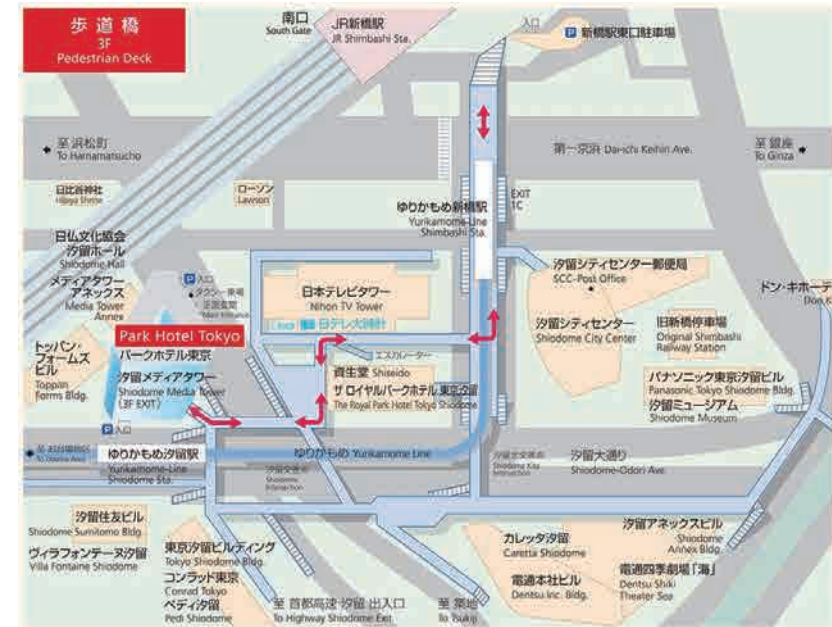 歩道橋
3F
Pedestrian Deck
南口
South Gate
JR新橋駅
JR Shimbashi Sta.
入口
P 新橋駅東口駐車場
至 浜松町
To Hamamatsucho
第一京浜 Dai-ichi Keihin Ave.
至 銀座
To Ginza
日比谷神社
Hibiya Shrine
ローソン
Lawson
EXIT
1C
ゆりかもめ新橋駅
Yurikamome-Line
Shimbashi Sta.
日仏文化協会
汐留ホール
Shiodome Hall
メディアタワー
アネックス
Media Tower
Annex
P 入口
日本テレビタワー
Nihon TV Tower
日テレ大時計
汐留シティセンター郵便局
SCC-Post Office
ドン・キホーテ
汐留シティセンター
Shiodome City Center
旧新橋停車場
Original Shimbashi
Railway Station
Park Hotel Tokyo
パークホテル東京
エスカレーター
トッパン・
フォームズ
ビル
Toppan
Forms Bldg.
汐留メディアタワー
Shiodome Media Tower
(3F EXIT)
資生堂 Shiseido
ザ ロイヤルパークホテル 東京汐留
The Royal Park Hotel Tokyo Shiodome
パナソニック東京汐留ビル
Panasonic Tokyo Shiodome Bldg.
汐留ミュージアム
Shiodome Museum
P 入口
ゆりかもめ汐留駅
Yurikamome-Line
Shiodome Sta.
ゆりかもめ Yurikamome Line
汐留大通り
Shiodome-Odori Ave.
汐留住友ビル
Shiodome Sumitomo Bldg.
ヴィラフォンテーヌ汐留
Villa Fontaine Shiodome
東京汐留ビルディング
Tokyo Shiodome Bldg.
コンラッド東京
Conrad Tokyo
ペディ汐留
Pedi Shiodome
至 首都高速・汐留 出入口
To Highway Shiodome Exit
至 築地
To Tsukiji
カレッタ汐留
Caretta Shiodome
電通本社ビル
Dentsu Inc. Bldg.
汐留アネックスビル
Shiodome
Annex Bldg.
電通四季劇場「海」
Dentsu Shiki
Theater Sea